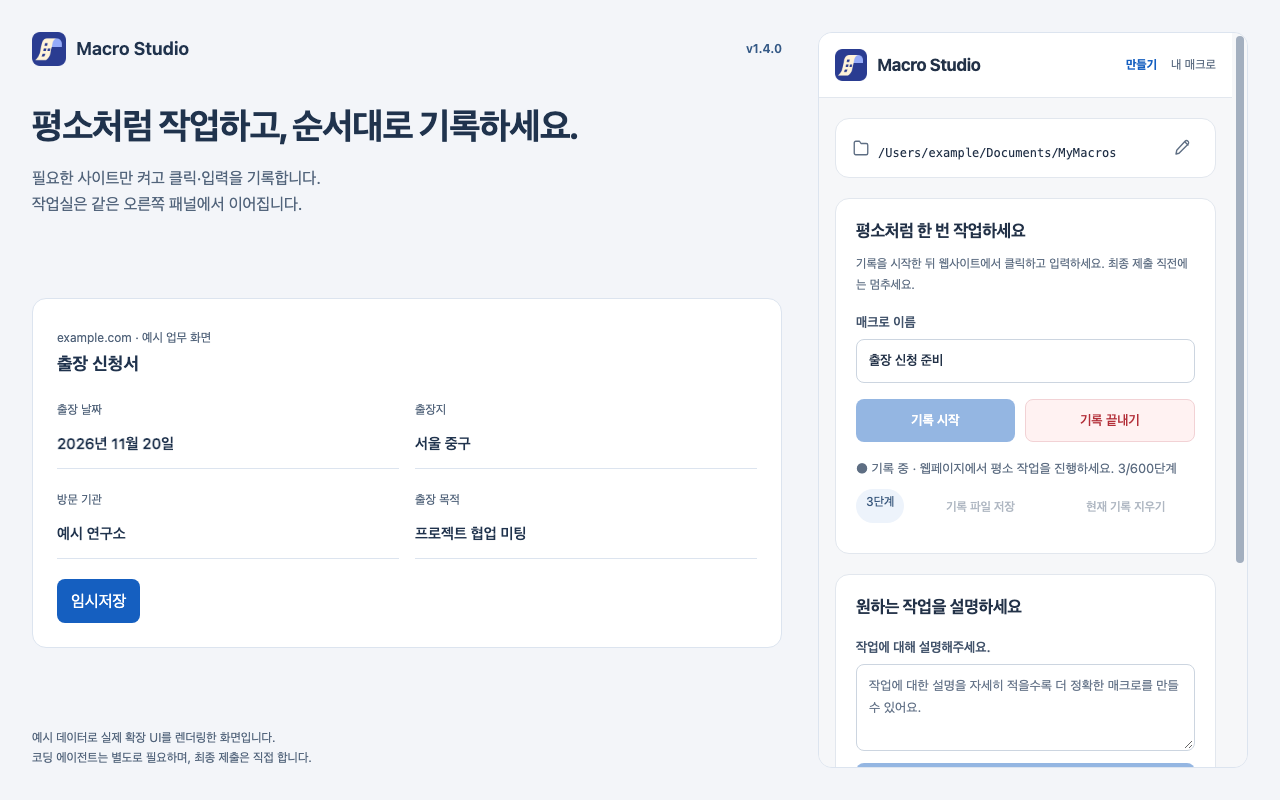 Macro Studio
v1.4.0
평소처럼 작업하고, 순서대로 기록하세요.
필요한 사이트만 켜고 클릭·입력을 기록합니다.
작업실은 같은 오른쪽 패널에서 이어집니다.
example.com · 예시 업무 화면
출장 신청서
출장 날짜
출장지
2026년 11월 20일
서울 중구
방문 기관
출장 목적
예시 연구소
프로젝트 협업 미팅
임시저장
예시 데이터로 실제 확장 UI를 렌더링한 화면입니다.
코딩 에이전트는 별도로 필요하며, 최종 제출은 직접 합니다.
Macro Studio
만들기
내 매크로
/Users/example/Documents/MyMacros
평소처럼 한 번 작업하세요
기록을 시작한 뒤 웹사이트에서 클릭하고 입력하세요. 최종 제출 직전에
는 멈추세요.
매크로 이름
출장 신청 준비
기록 시작
기록 끝내기
● 기록 중 · 웹페이지에서 평소 작업을 진행하세요. 3/600단계
3단계
기록 파일 저장
현재 기록 지우기
원하는 작업을 설명하세요
작업에 대해 설명해주세요.
작업에 대한 설명을 자세히 적을수록 더 정확한 매크로를 만들
수 있어요.